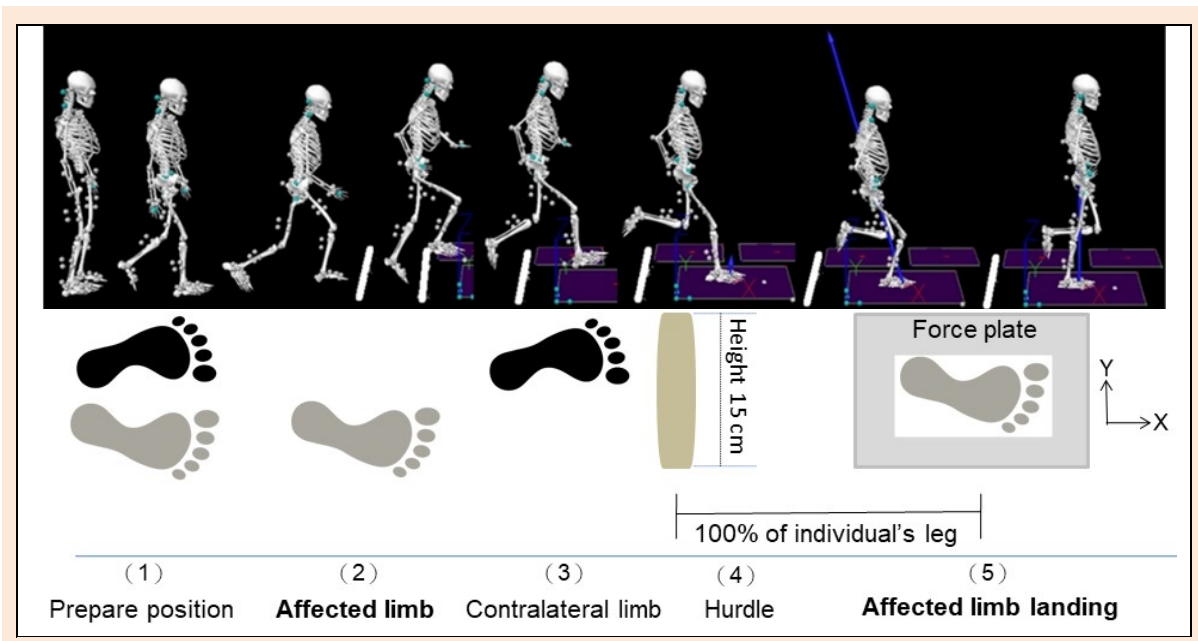 Z
Y
X
Height 15 cm
Force plate
Y
X
100% of individual's leg
（1） （2） （3） （4） （5）
Prepare position Affected limb Contralateral limb Hurdle Affected limb landing